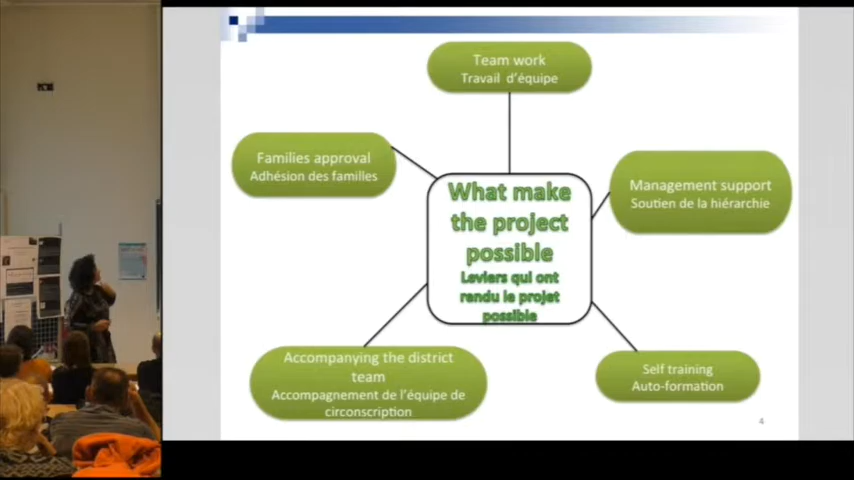 Team work
Travail d'équipe
Families approval
Adhésion des familles
Management support
Soutien de la hiérarchie
What make
the project
possible
Leviers qui ont
rendu le projet
possible
Accompanying the district
team
Accompagnement de l'équipe de
circonscription
Self training
Auto-formation
4